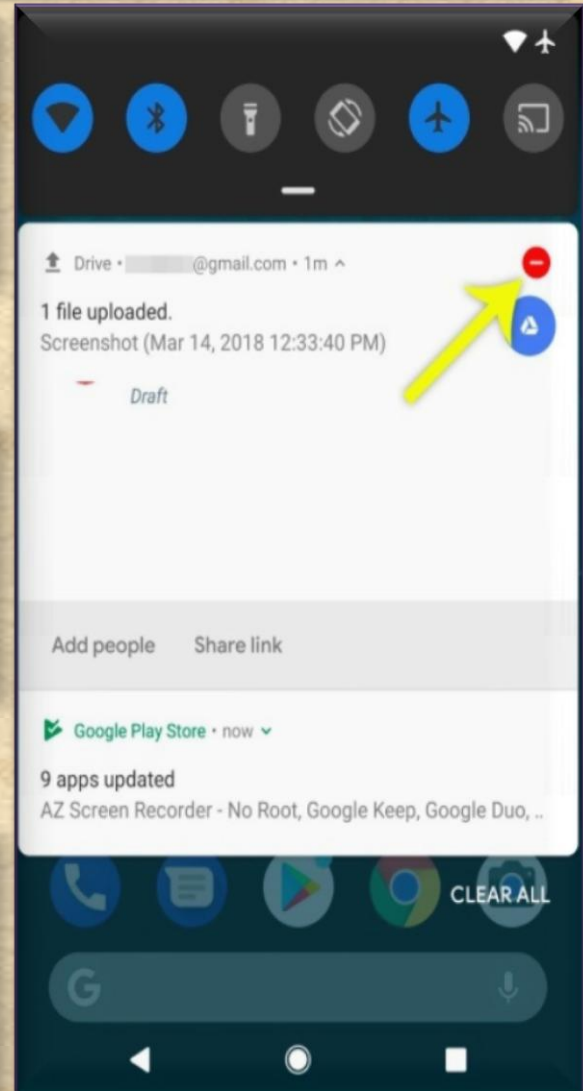 Drive • @gmail.com • 1m
1 file uploaded.
Screenshot (Mar 14, 2018 12:33:40 PM)
Draft
Add people Share link
Google Play Store • now
9 apps updated
AZ Screen Recorder - No Root, Google Keep, Google Duo, ..
CLEAR ALL
G